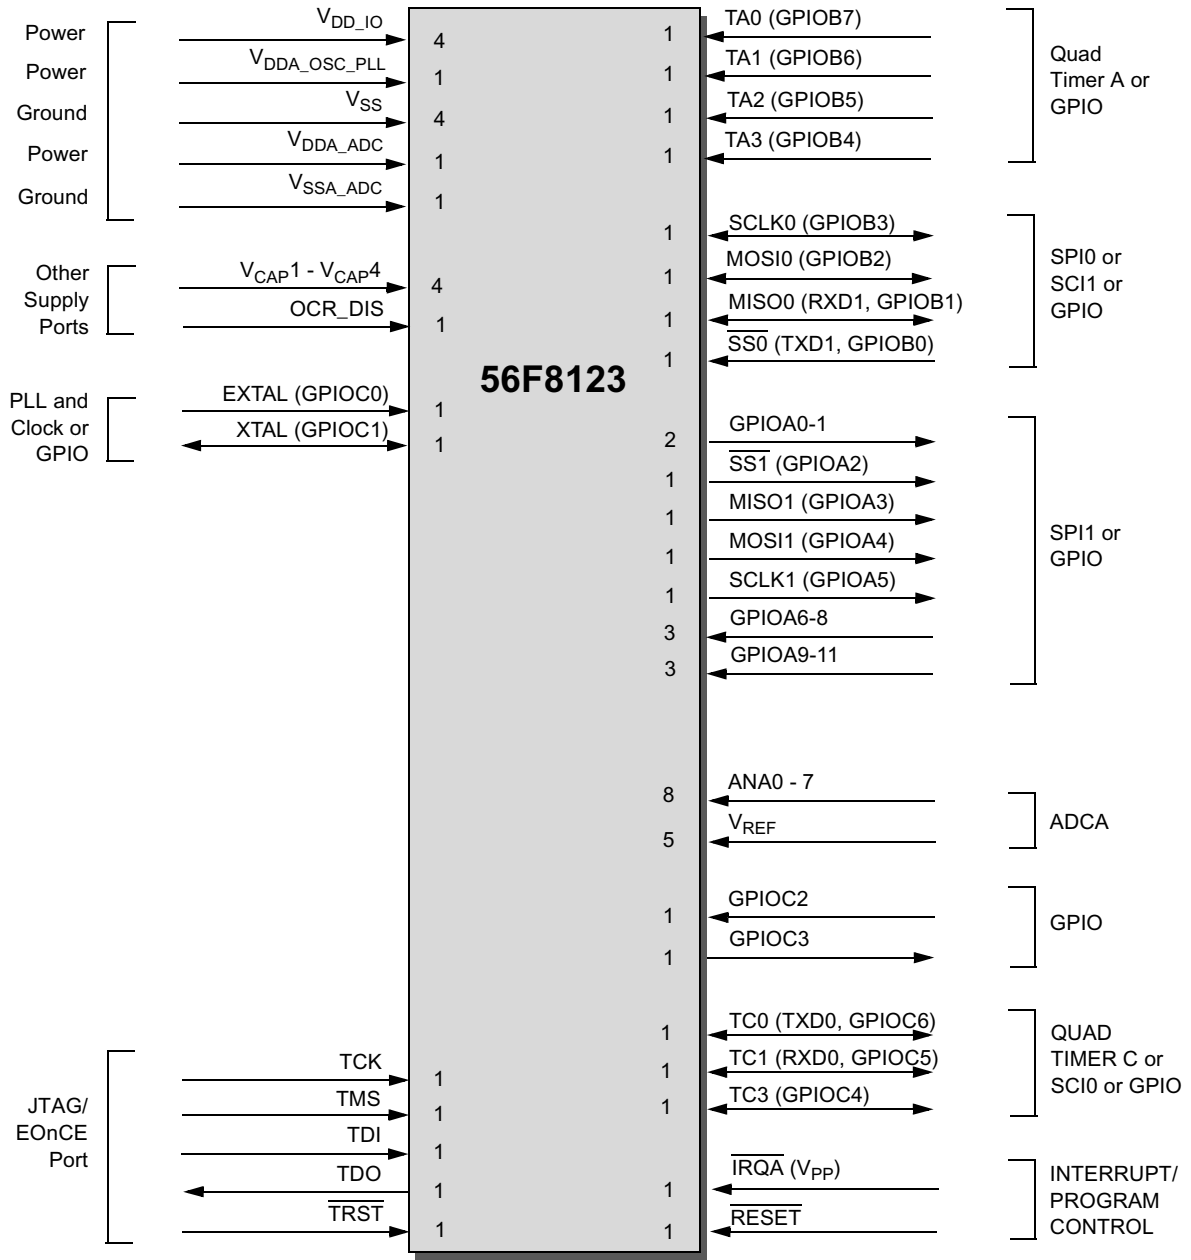 Power
V_DD_IO
4
Power
V_DDA_OSC_PLL
1
Ground
V_SS
4
Power
V_DDA_ADC
1
Ground
V_SSA_ADC
1
Other
Supply
Ports
V_CAP1 - V_CAP4
4
OCR_DIS
1
PLL and
Clock or
GPIO
EXTAL (GPIOC0)
1
XTAL (GPIOC1)
1
JTAG/
EOnCE
Port
TCK
1
TMS
1
TDI
1
TDO
1
TRST
1
56F8123
1
TA0 (GPIOB7)
1
TA1 (GPIOB6)
1
TA2 (GPIOB5)
1
TA3 (GPIOB4)
Quad
Timer A or
GPIO
1
SCLK0 (GPIOB3)
1
MOSI0 (GPIOB2)
1
MISO0 (RXD1, GPIOB1)
1
SS0 (TXD1, GPIOB0)
SPI0 or
SCI1 or
GPIO
2
GPIOA0-1
1
SS1 (GPIOA2)
1
MISO1 (GPIOA3)
1
MOSI1 (GPIOA4)
1
SCLK1 (GPIOA5)
3
GPIOA6-8
3
GPIOA9-11
SPI1 or
GPIO
8
ANA0 - 7
5
V_REF
ADCA
1
GPIOC2
1
GPIOC3
GPIO
1
TC0 (TXD0, GPIOC6)
1
TC1 (RXD0, GPIOC5)
1
TC3 (GPIOC4)
QUAD
TIMER C or
SCI0 or GPIO
1
IRQA (V_PP)
1
RESET
INTERRUPT/
PROGRAM
CONTROL